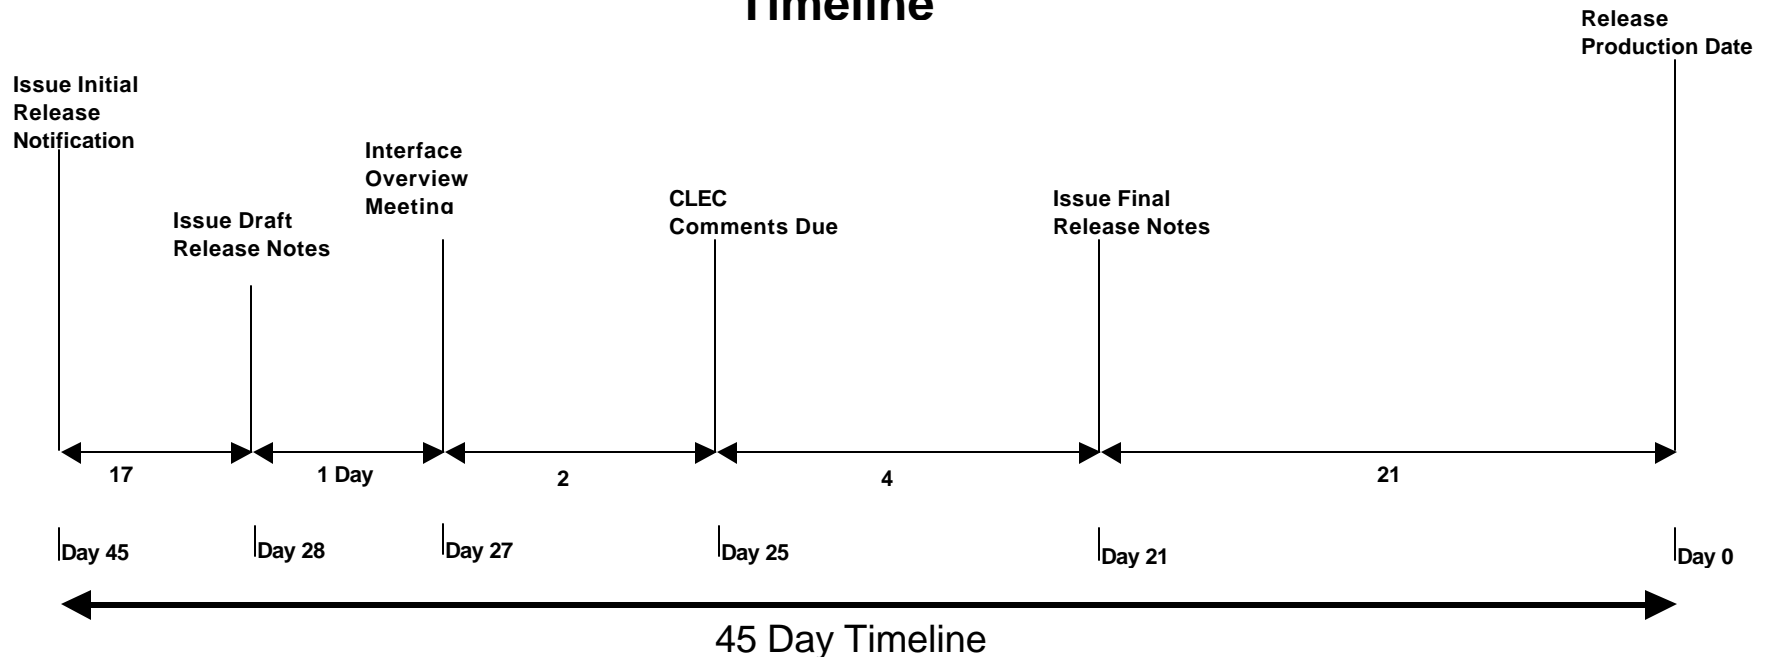 Timeline
Release
Production Date
Issue Initial
Release
Notification
Interface
Overview
Meeting
Issue Draft
Release Notes
CLEC
Comments Due
Issue Final
Release Notes
17
1 Day
2
4
21
Day 45
Day 28
Day 27
Day 25
Day 21
Day 0
45 Day Timeline